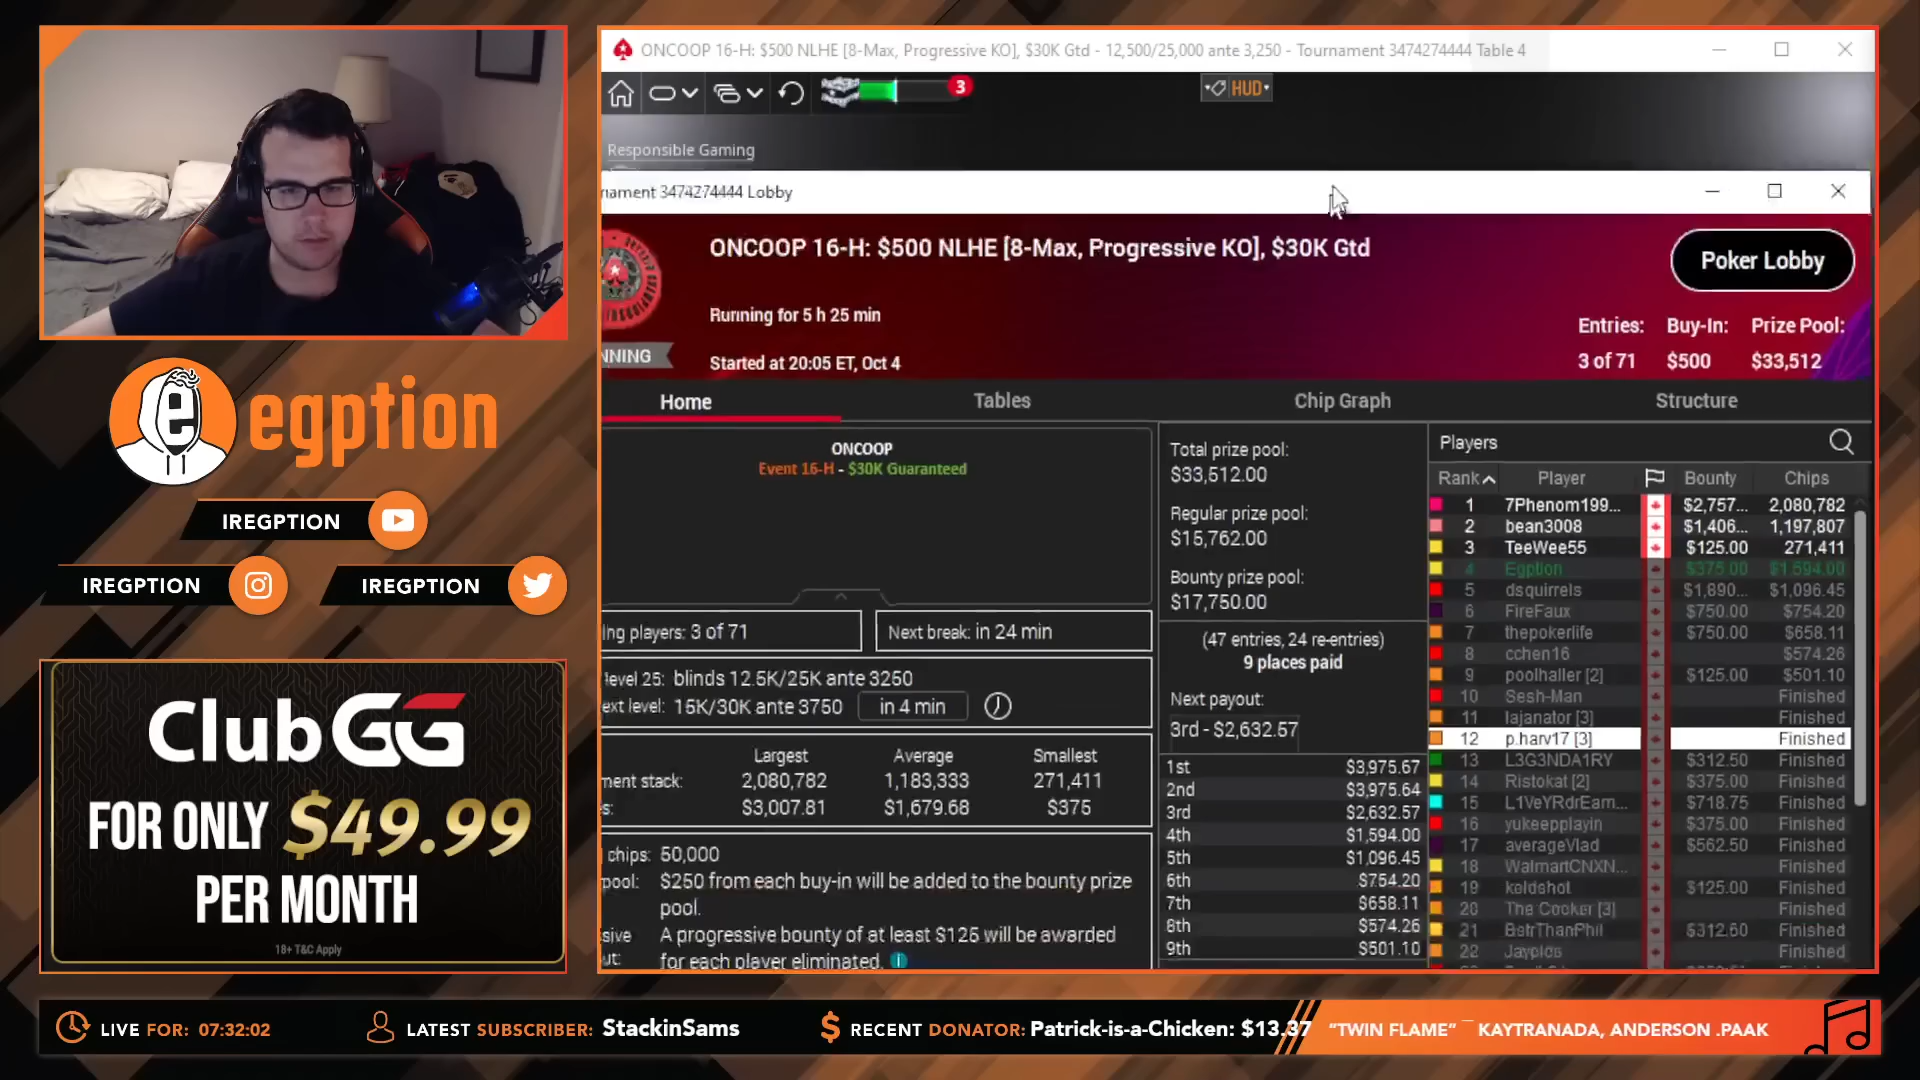 ONCOOP 16-H: $500 NLHE [8-Max, Progressive KO], $30K Gtd - 12,500/25,000 ante 3,250 - Tournament 3474274444 Table 4
3
HUD
Responsible Gaming
nament 3474274444 Lobby
ONCOOP 16-H: $500 NLHE [8-Max, Progressive KO], $30K Gtd
Poker Lobby
Running for 5 h 25 min
Entries: Buy-In: Prize Pool:
NNING
Started at 20:05 ET, Oct 4
3 of 71 $500 $33,512
Home Tables Chip Graph Structure
ONCOOP
Event 16-H - $30K Guaranteed
ing players: 3 of 71
Next break: in 24 min
level 25: blinds 12.5K/25K ante 3250
ext level: 15K/30K ante 3750 in 4 min
Largest Average Smallest
ment stack: 2,080,782 1,183,333 271,411
s: $3,007.81 $1,679.68 $375
chips: 50,000
pool: $250 from each buy-in will be added to the bounty prize
pool.
sive A progressive bounty of at least $125 will be awarded
ut: for each player eliminated.
Total prize pool:
$33,512.00
Regular prize pool:
$15,762.00
Bounty prize pool:
$17,750.00
(47 entries, 24 re-entries)
9 places paid
Next payout:
3rd - $2,632.57
1st $3,975.67
2nd $3,975.64
3rd $2,632.57
4th $1,594.00
5th $1,096.45
6th $754.20
7th $658.11
8th $574.26
9th $501.10
Players
Rank Player Bounty Chips
1 7Phenom199... $2,757... 2,080,782
2 bean3008 $1,406... 1,197,807
3 TeeWee55 $125.00 271,411
4 Egption $375.00 $1,594.00
5 dsquirrels $1,890... $1,096.45
6 FireFaux $750.00 $754.20
7 thepokerlife $750.00 $658.11
8 cchen16 $574.26
9 poolhaller [2] $125.00 $501.10
10 Sesh-Man Finished
11 lajanator [3] Finished
12 p.harv17 [3] Finished
13 L3G3NDA1RY $312.50 Finished
14 Ristokat [2] $375.00 Finished
15 L1VeYRdrEam... $718.75 Finished
16 yukeepplayin $375.00 Finished
17 averageVlad $562.50 Finished
18 WalmartCNXN... Finished
19 keldshot $125.00 Finished
20 The Cooker [3] Finished
21 BetrThanPhil $312.50 Finished
22 Finished
e egption
IREGPTION
IREGPTION
IREGPTION
ClubGG
FOR ONLY $49.99
PER MONTH
18+ T&C Apply
LIVE FOR: 07:32:02
LATEST SUBSCRIBER: StackinSams
$ RECENT DONATOR: Patrick-is-a-Chicken: $13.37
"TWIN FLAME" – KAYTRANADA, ANDERSON .PAAK